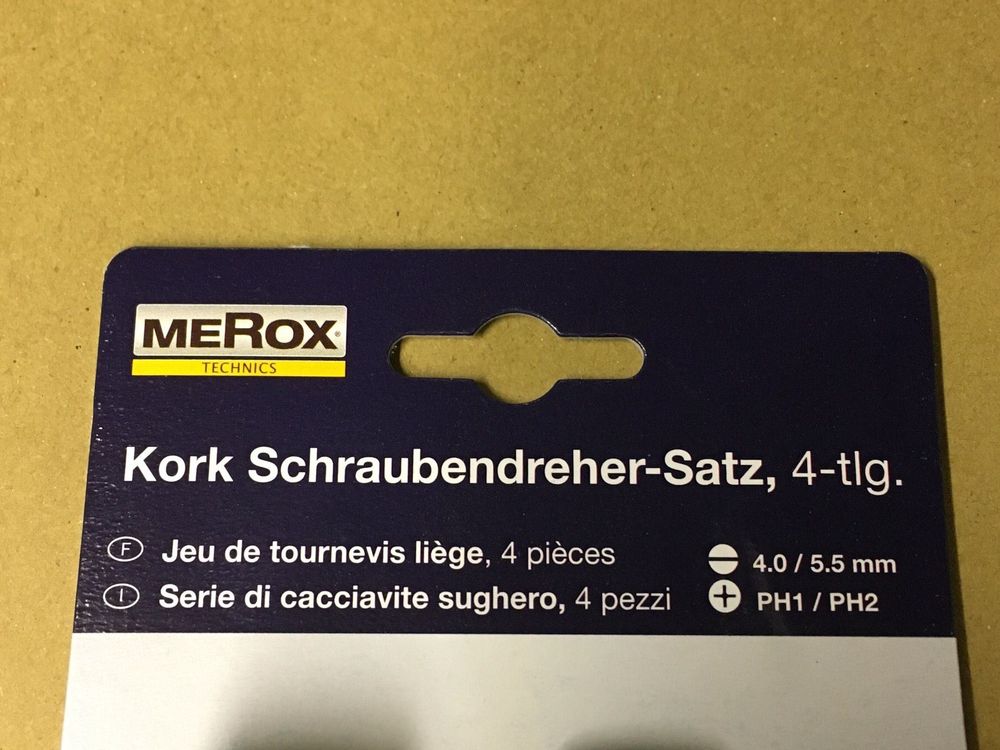 MEROX®
TECHNICS
Kork Schraubendreher-Satz, 4-tlg.
F Jeu de tournevis liège, 4 pièces
I Serie di cacciavite sughero, 4 pezzi
4.0 / 5.5 mm
PH1 / PH2